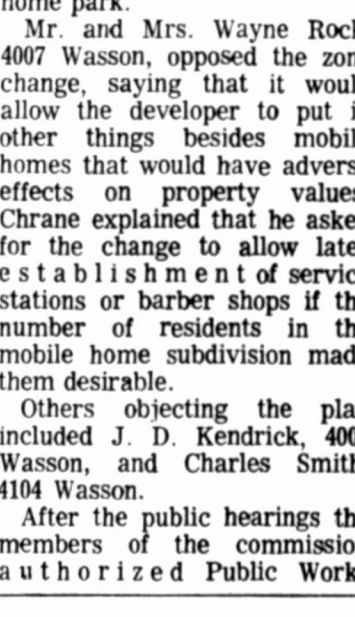 home park.
Mr. and Mrs. Wayne Rock
4007 Wasson, opposed the zon
change, saying that it woul
allow the developer to put i
other things besides mobil
homes that would have advers
effects on property values
Chrane explained that he aske
for the change to allow late
establishment of servic
stations or barber shops if th
number of residents in th
mobile home subdivision mad
them desirable.
Others objecting the pla
included J. D. Kendrick, 400
Wasson, and Charles Smith
4104 Wasson.
After the public hearings th
members of the commissio
authorized Public Work